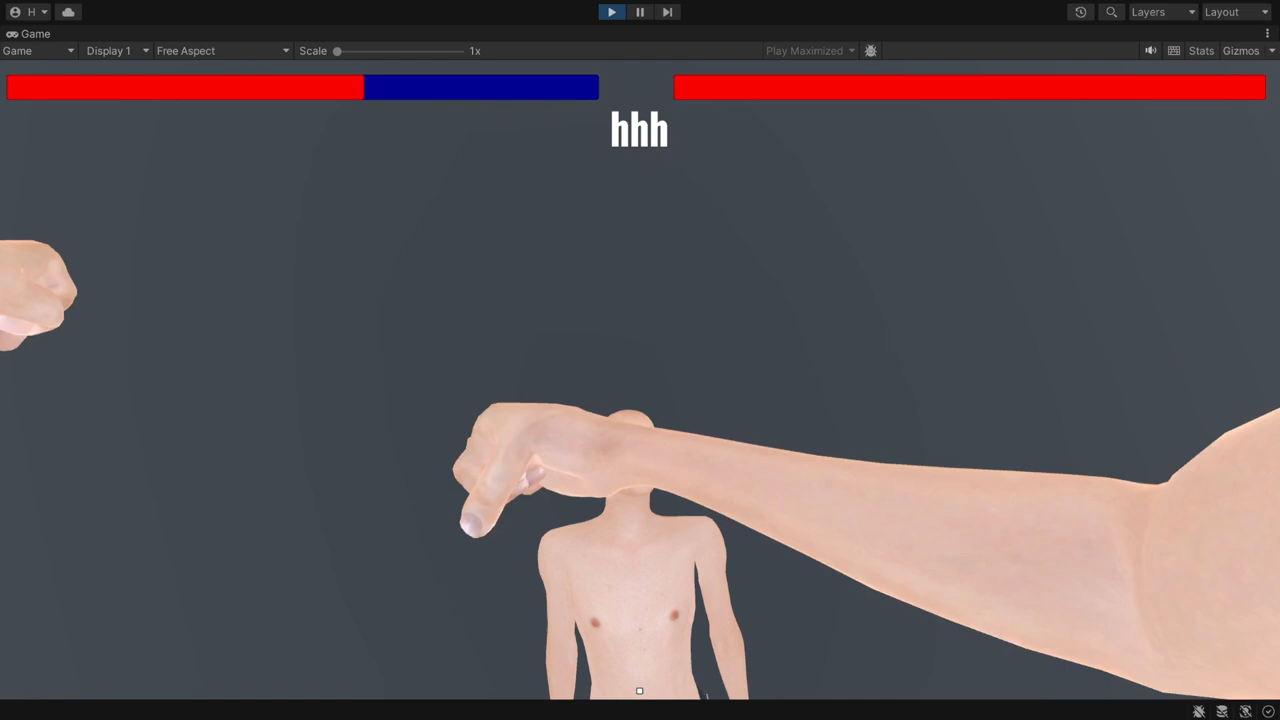 H
Layers
Layout
Game
Game
Display 1
Free Aspect
Scale
1x
Play Maximized
Stats
Gizmos
hhh